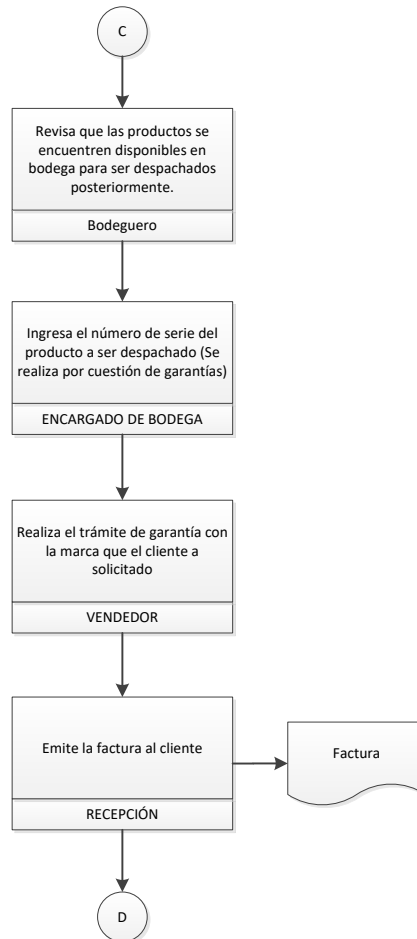 C
Revisa que las productos se
encuentren disponibles en
bodega para ser despachados
posteriormente.
Bodeguero
Ingresa el número de serie del
producto a ser despachado (Se
realiza por cuestión de garantías)
ENCARGADO DE BODEGA
Realiza el trámite de garantía con
la marca que el cliente a
solicitado
VENDEDOR
Emite la factura al cliente
Factura
RECEPCIÓN
D